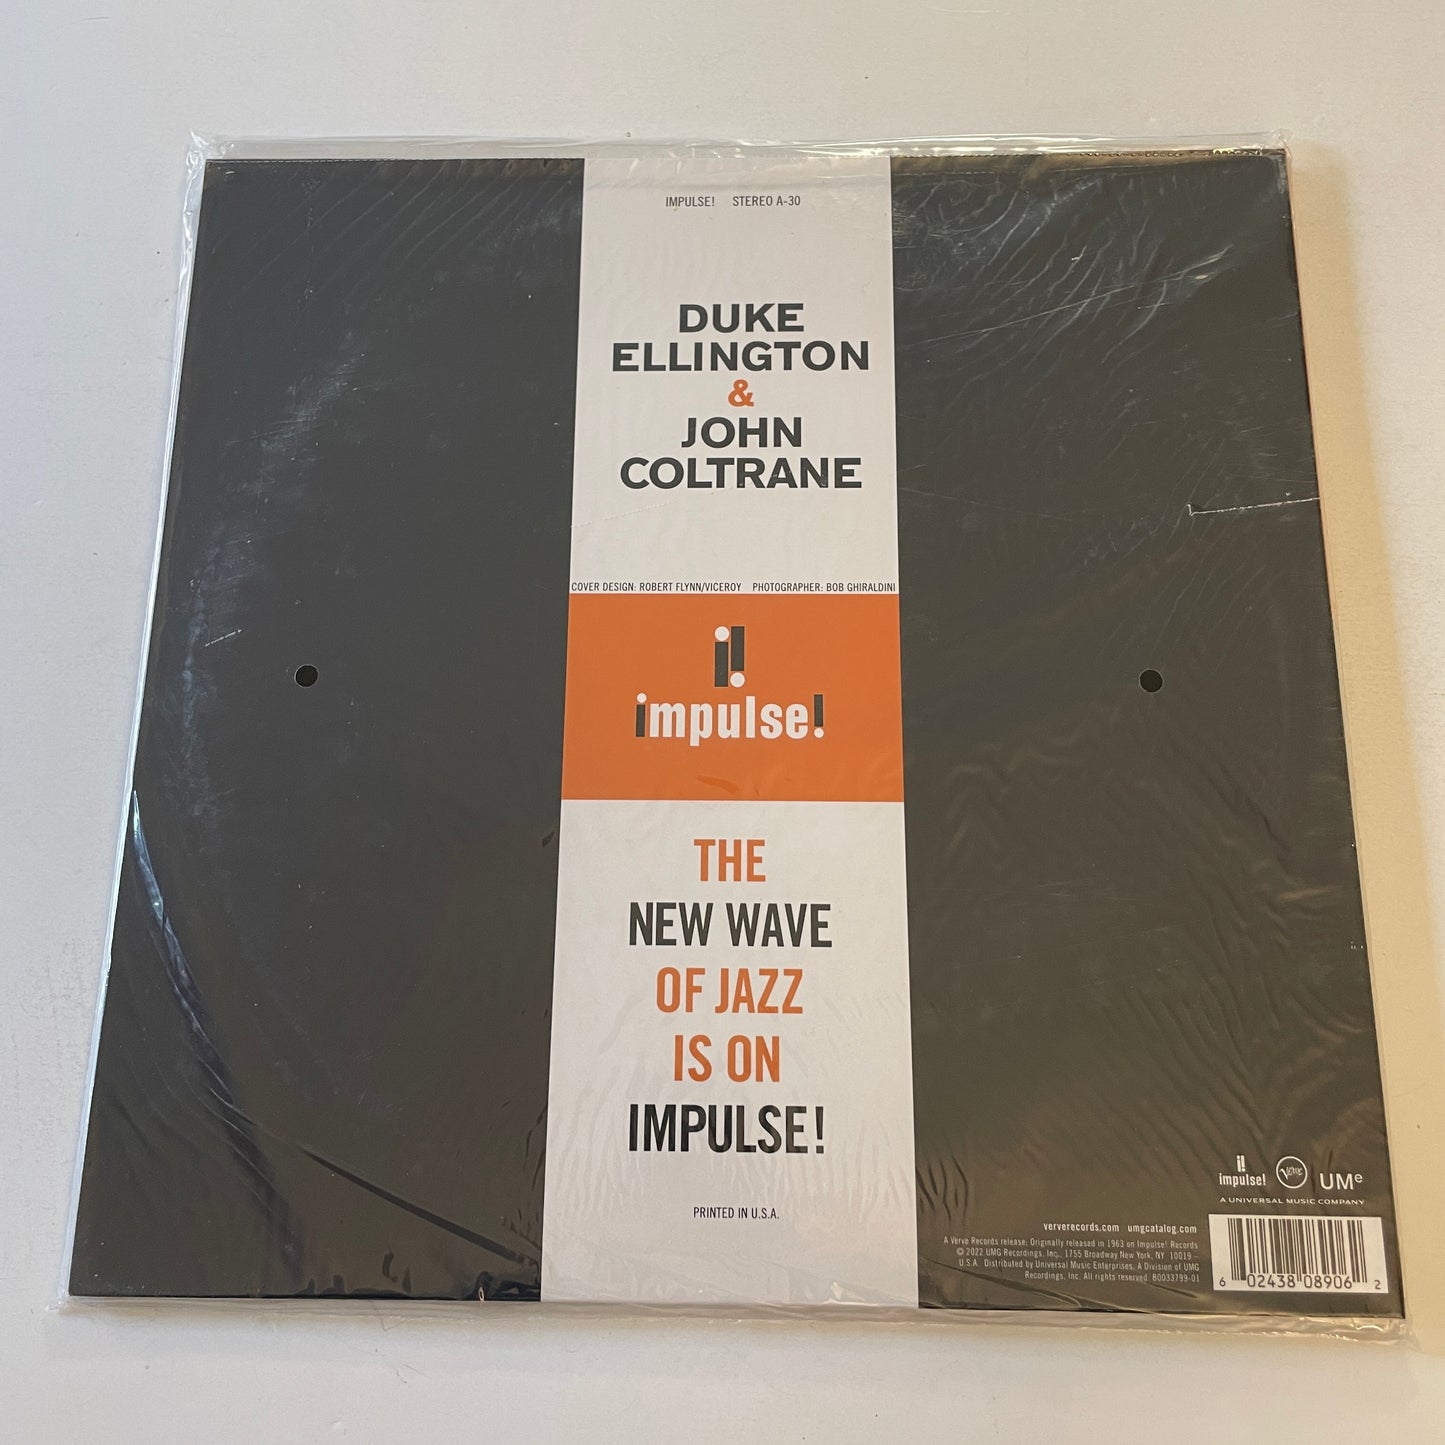 IMPULSE! STEREO A-30
DUKE
ELLINGTON
&
JOHN
COLTRANE
COVER DESIGN: ROBERT FLYNN/VICEROY PHOTOGRAPHER: BOB GHIRALDINI
impulse!
THE
NEW WAVE
OF JAZZ
IS ON
IMPULSE!
PRINTED IN U.S.A.
impulse! Verve UMe
A UNIVERSAL MUSIC COMPANY
ververecords.com umgcatalog.com
A Verve Records release; Originally released in 1963 on Impulse! Records
© 2022 UMG Recordings, Inc., 1755 Broadway New York, NY 10019 –
U.S.A. Distributed by Universal Music Enterprises, A Division of UMG
Recordings, Inc. All rights reserved. B0033799-01
6 02438 08906 2